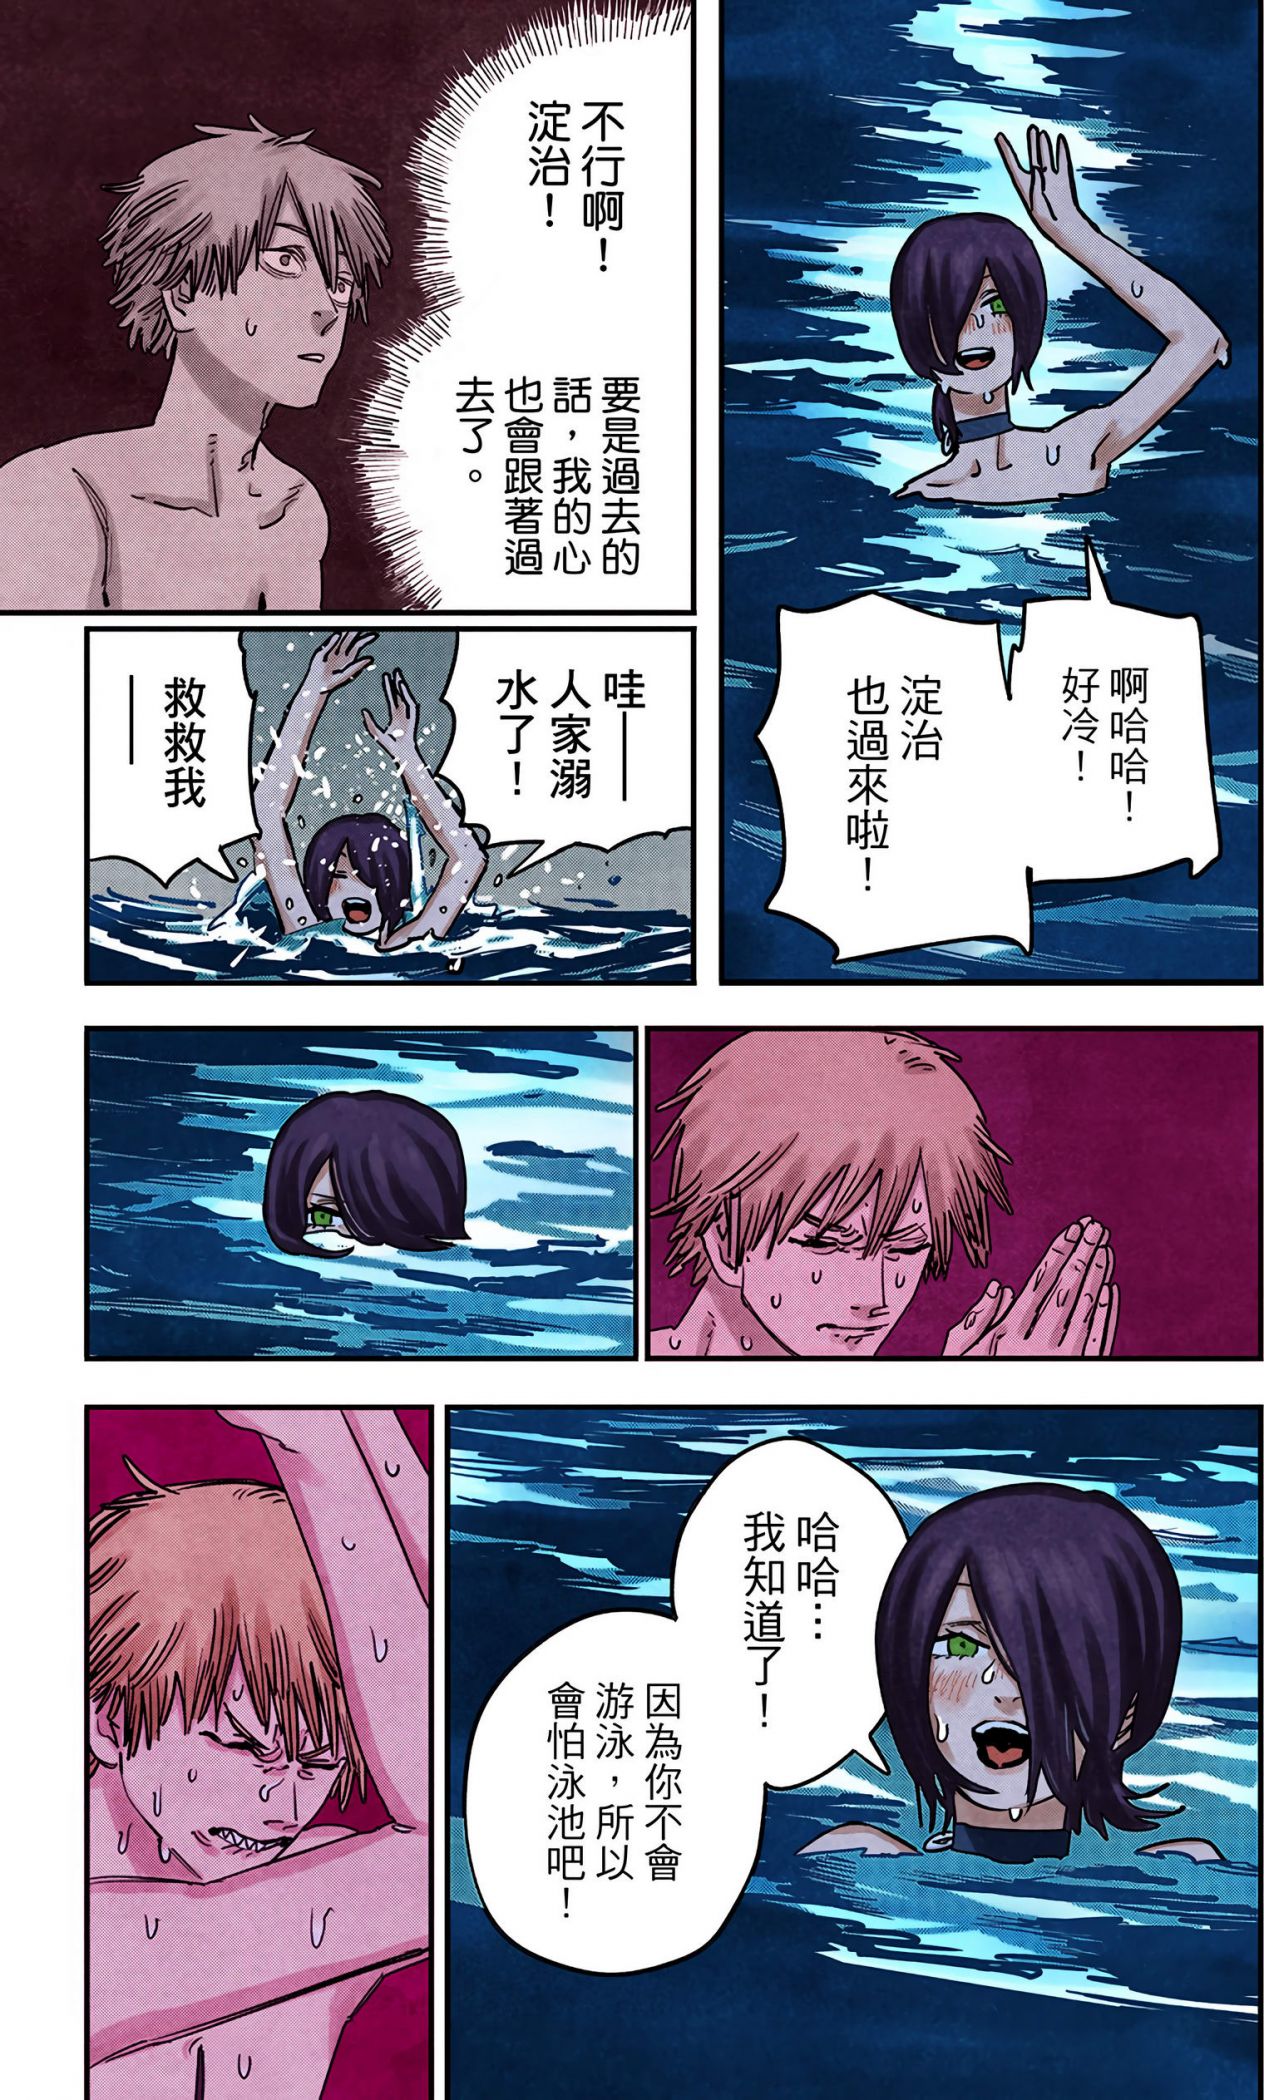 啊哈哈！
好冷！
淀治
也過來啦！
不行啊！
淀治！
要是過去的
話，我的心
也會跟著過
去了。
哇——
人家溺
水了！
救救我
——
哈哈…
我知道了！
因為你不會
游泳，所以
會怕泳池吧！